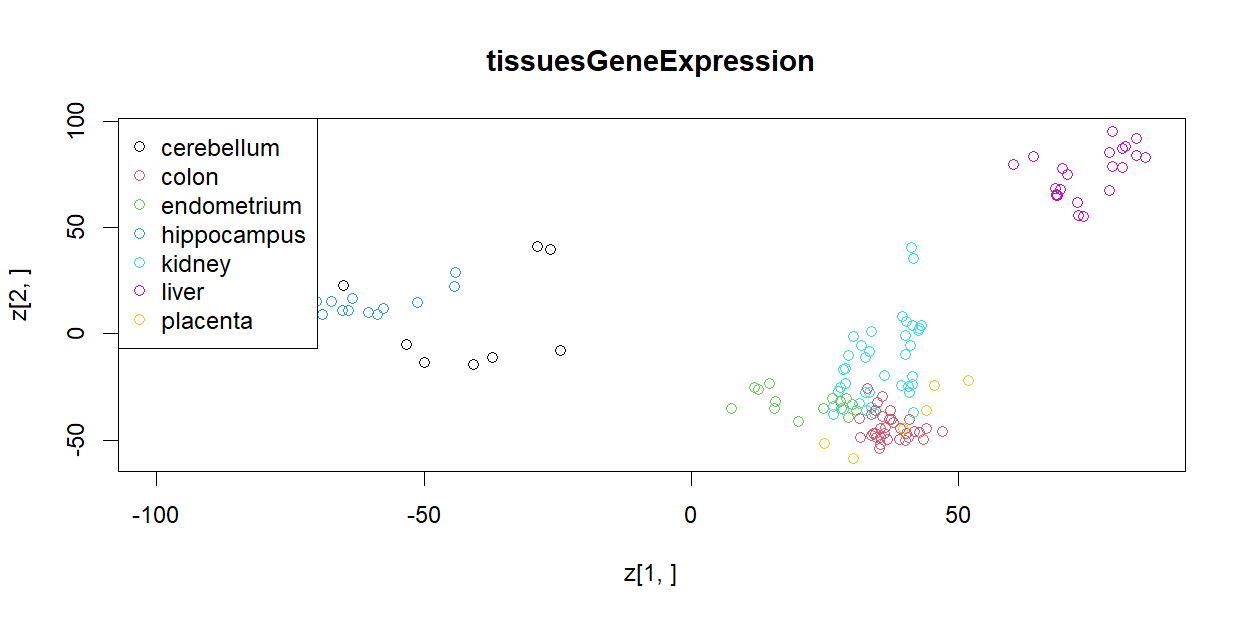 tissuesGeneExpression
100
50
0
-50
z[2, ]
cerebellum
colon
endometrium
hippocampus
kidney
liver
placenta
-100
-50
0
50
z[1, ]